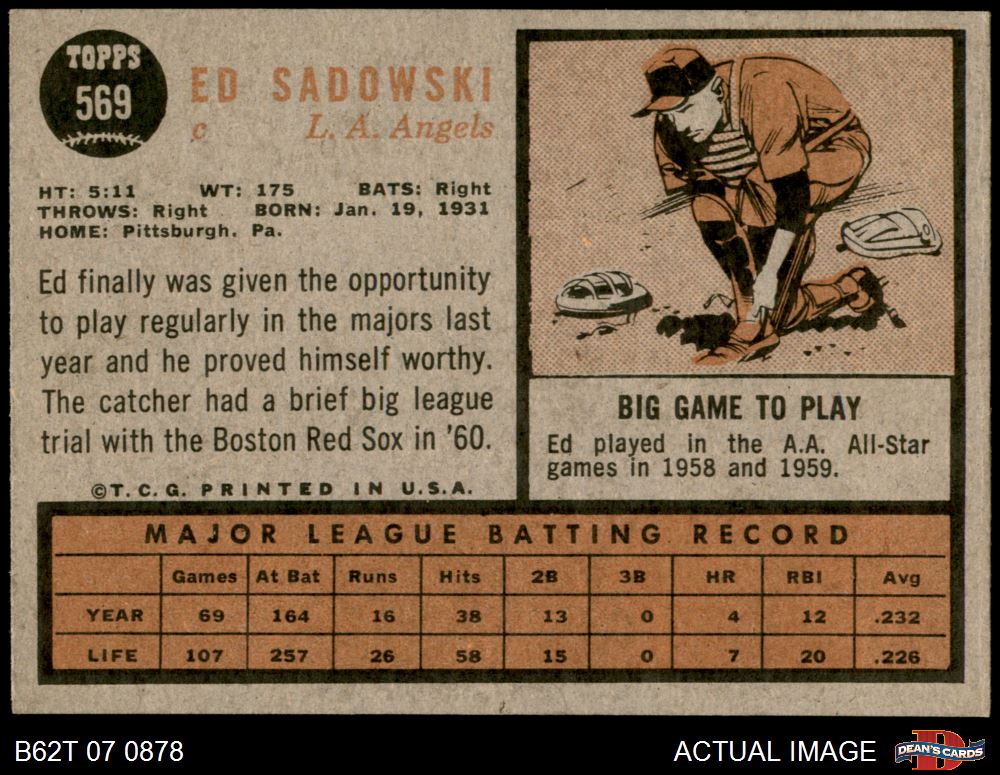 TOPPS
569
ED SADOWSKI
c L. A. Angels
HT: 5:11 WT: 175 BATS: Right
THROWS: Right BORN: Jan. 19, 1931
HOME: Pittsburgh, Pa.
Ed finally was given the opportunity
to play regularly in the majors last
year and he proved himself worthy.
The catcher had a brief big league
trial with the Boston Red Sox in '60.
©T. C. G. PRINTED IN U.S.A.
BIG GAME TO PLAY
Ed played in the A.A. All-Star
games in 1958 and 1959.
MAJOR LEAGUE BATTING RECORD
Games At Bat Runs Hits 2B 3B HR RBI Avg
YEAR 69 164 16 38 13 0 4 12 .232
LIFE 107 257 26 58 15 0 7 20 .226
B62T 07 0878 ACTUAL IMAGE DEAN'S CARDS